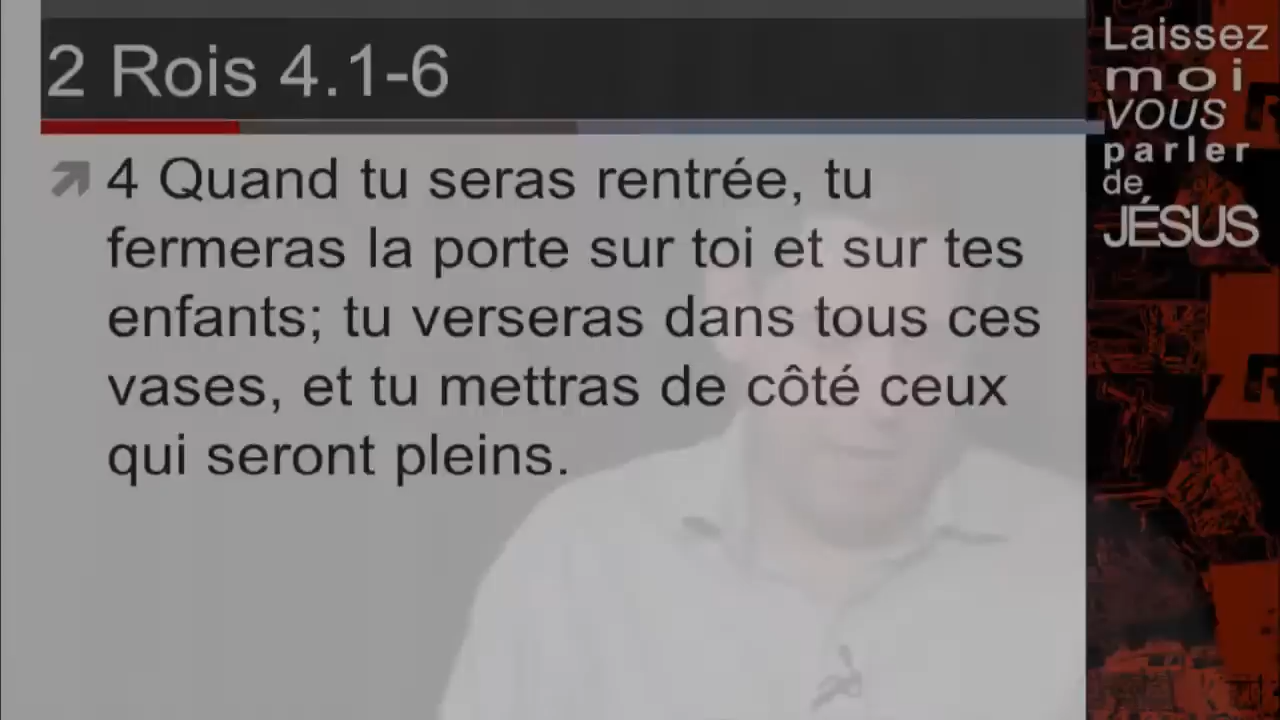 2 Rois 4.1-6
4 Quand tu seras rentrée, tu
fermeras la porte sur toi et sur tes
enfants; tu verseras dans tous ces
vases, et tu mettras de côté ceux
qui seront pleins.
Laissez
moi
VOUS
parler
de
JÉSUS